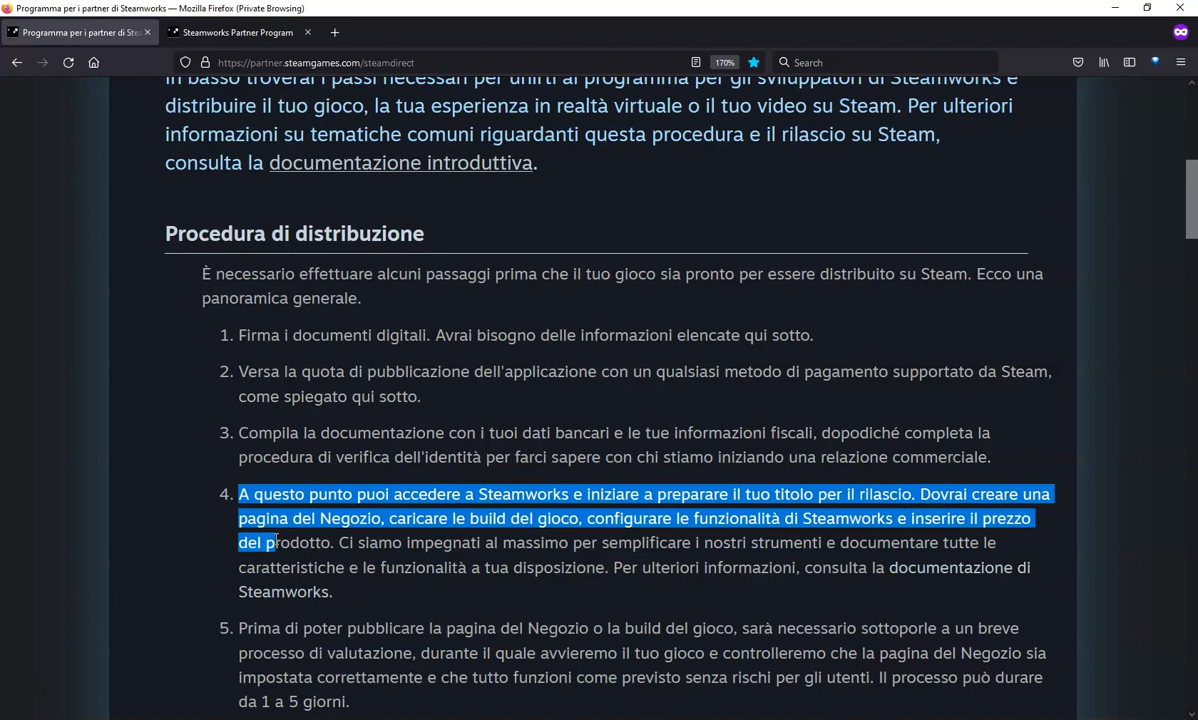 Programma per i partner di Steamworks — Mozilla Firefox (Private Browsing)
Programma per i partner di Stea
Steamworks Partner Program
https://partner.steamgames.com/steamdirect
170%
Search
In basso troverai i passi necessari per unirti al programma per gli sviluppatori di Steamworks e
distribuire il tuo gioco, la tua esperienza in realtà virtuale o il tuo video su Steam. Per ulteriori
informazioni su tematiche comuni riguardanti questa procedura e il rilascio su Steam,
consulta la documentazione introduttiva.
Procedura di distribuzione
È necessario effettuare alcuni passaggi prima che il tuo gioco sia pronto per essere distribuito su Steam. Ecco una
panoramica generale.
1. Firma i documenti digitali. Avrai bisogno delle informazioni elencate qui sotto.
2. Versa la quota di pubblicazione dell'applicazione con un qualsiasi metodo di pagamento supportato da Steam,
come spiegato qui sotto.
3. Compila la documentazione con i tuoi dati bancari e le tue informazioni fiscali, dopodiché completa la
procedura di verifica dell'identità per farci sapere con chi stiamo iniziando una relazione commerciale.
4. A questo punto puoi accedere a Steamworks e iniziare a preparare il tuo titolo per il rilascio. Dovrai creare una
pagina del Negozio, caricare le build del gioco, configurare le funzionalità di Steamworks e inserire il prezzo
del prodotto. Ci siamo impegnati al massimo per semplificare i nostri strumenti e documentare tutte le
caratteristiche e le funzionalità a tua disposizione. Per ulteriori informazioni, consulta la documentazione di
Steamworks.
5. Prima di poter pubblicare la pagina del Negozio o la build del gioco, sarà necessario sottoporle a un breve
processo di valutazione, durante il quale avvieremo il tuo gioco e controlleremo che la pagina del Negozio sia
impostata correttamente e che tutto funzioni come previsto senza rischi per gli utenti. Il processo può durare
da 1 a 5 giorni.